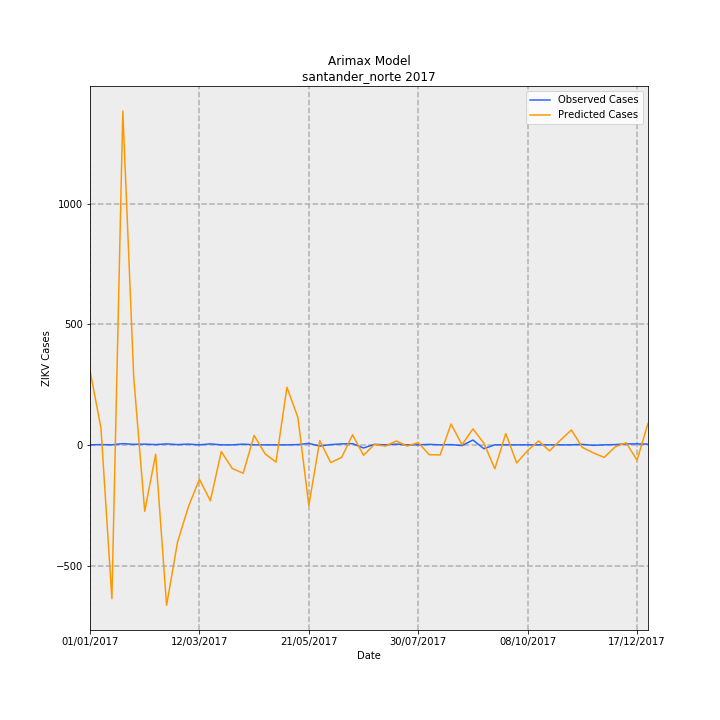 Arimax Model
santander_norte 2017
Observed Cases
Predicted Cases
ZIKV Cases
1000
500
0
−500
01/01/2017
12/03/2017
21/05/2017
30/07/2017
08/10/2017
17/12/2017
Date